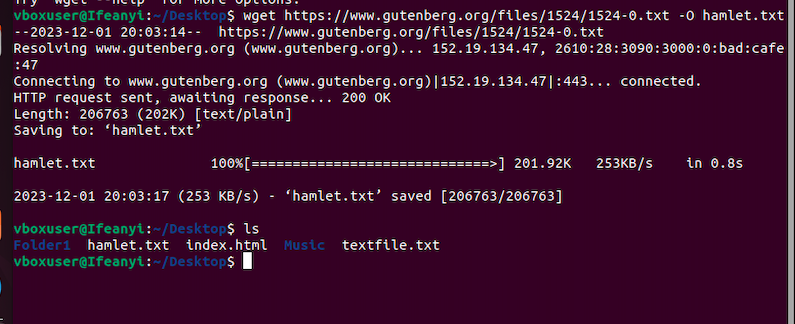 Try 'wget --help' for more options.
vboxuser@Ifeanyi:~/Desktop$ wget https://www.gutenberg.org/files/1524/1524-0.txt -O hamlet.txt
--2023-12-01 20:03:14--  https://www.gutenberg.org/files/1524/1524-0.txt
Resolving www.gutenberg.org (www.gutenberg.org)... 152.19.134.47, 2610:28:3090:3000:0:bad:cafe
:47
Connecting to www.gutenberg.org (www.gutenberg.org)|152.19.134.47|:443... connected.
HTTP request sent, awaiting response... 200 OK
Length: 206763 (202K) [text/plain]
Saving to: ‘hamlet.txt’
hamlet.txt              100%[=============================>] 201.92K   253KB/s    in 0.8s
2023-12-01 20:03:17 (253 KB/s) - ‘hamlet.txt’ saved [206763/206763]
vboxuser@Ifeanyi:~/Desktop$ ls
Folder1  hamlet.txt  index.html  Music  textfile.txt
vboxuser@Ifeanyi:~/Desktop$